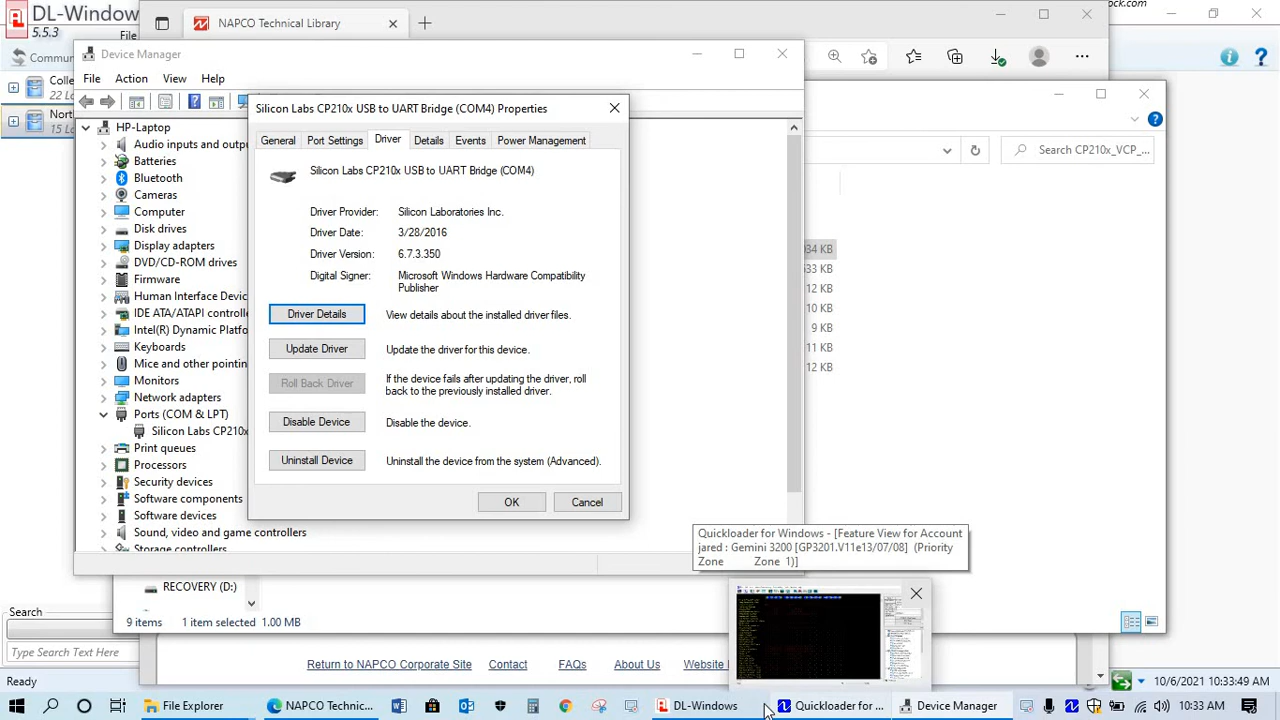 DL-Window
5.5.3
File
Commu
Colle
22 Lo
Nort
15 Lo
NAPCO Technical Library
ock.com
Device Manager
File Action View Help
HP-Laptop
Audio inputs and outp
Batteries
Bluetooth
Cameras
Computer
Disk drives
Display adapters
DVD/CD-ROM drives
Firmware
Human Interface Devic
IDE ATA/ATAPI controlle
Intel(R) Dynamic Platfo
Keyboards
Mice and other pointing
Monitors
Network adapters
Ports (COM & LPT)
Silicon Labs CP210x
Print queues
Processors
Security devices
Software components
Software devices
Sound, video and game controllers
Storage controllers
Silicon Labs CP210x USB to UART Bridge (COM4) Properties
General Port Settings Driver Details Events Power Management
Silicon Labs CP210x USB to UART Bridge (COM4)
Driver Provider: Silicon Laboratories Inc.
Driver Date: 3/28/2016
Driver Version: 6.7.3.350
Digital Signer: Microsoft Windows Hardware Compatibility
Publisher
Driver Details View details about the installed driver files.
Update Driver Update the driver for this device.
Roll Back Driver If the device fails after updating the driver, roll
back to the previously installed driver.
Disable Device Disable the device.
Uninstall Device Uninstall the device from the system (Advanced).
OK Cancel
Search CP210x_VCP_...
34 KB
33 KB
12 KB
10 KB
9 KB
11 KB
12 KB
Quickloader for Windows - [Feature View for Account
jared : Gemini 3200 [GP3201.V11e13/07/08] (Priority
Zone Zone 1)]
RECOVERY (D:)
9 items 1 item selected 1.00 MB
Search
Type Search Text Here
Return to NAPCO Corporate Site Contact FAQs About Us Website
Ready
10/6/2021 10:33:49 AM
File Explorer NAPCO Technic... DL-Windows Quickloader for ... Device Manager 10:33 AM